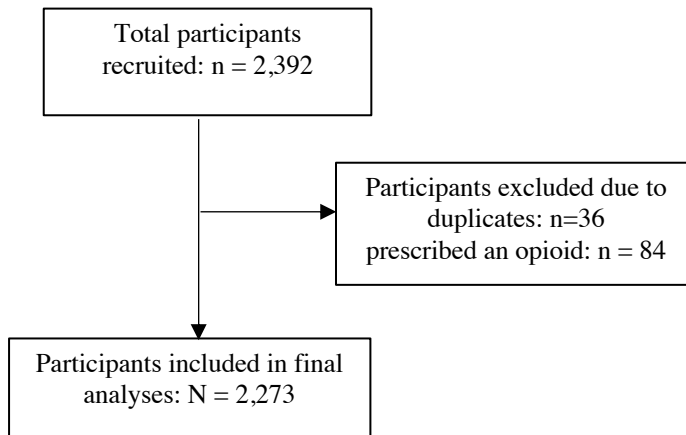 Total participants
recruited: n = 2,392
Participants excluded due to
duplicates: n=36
prescribed an opioid: n = 84
Participants included in final
analyses: N = 2,273